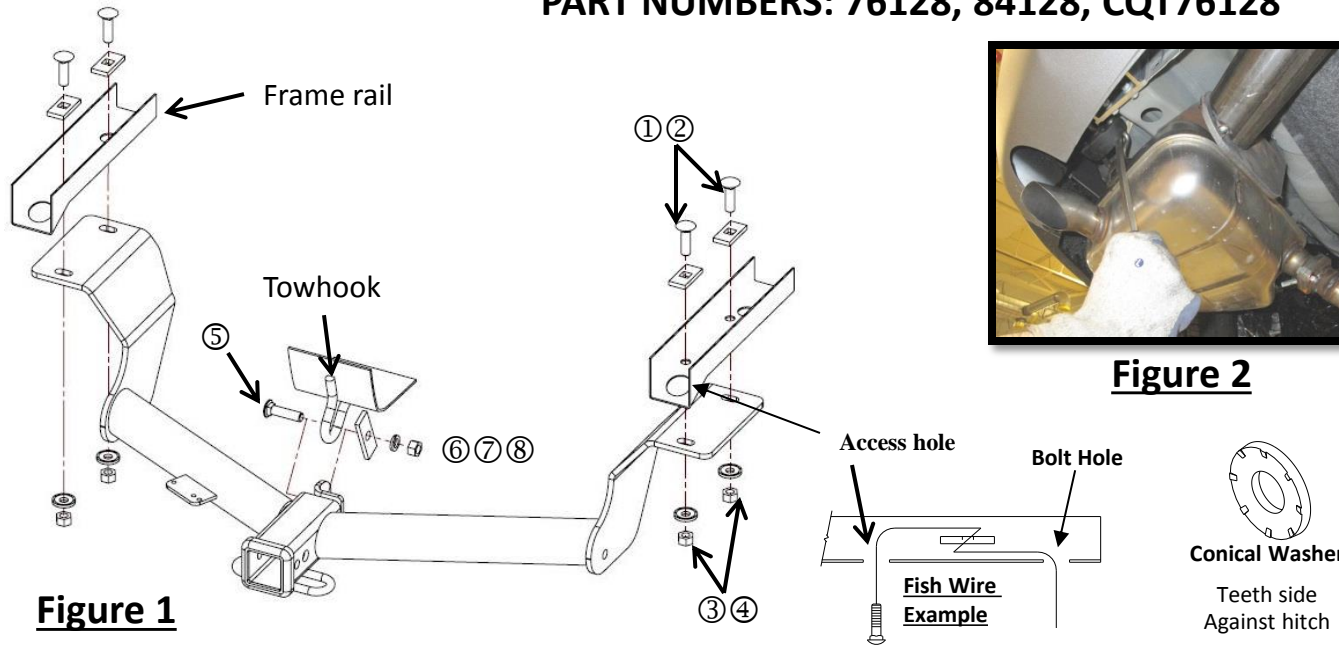 PART NUMBERS: 76128, 84128, CQT76128
Frame rail
①②
Towhook
⑤
⑥⑦⑧
Figure 2
Access hole
Bolt Hole
Conical Washer
Fish Wire
Example
Teeth side
Against hitch
③④
Figure 1